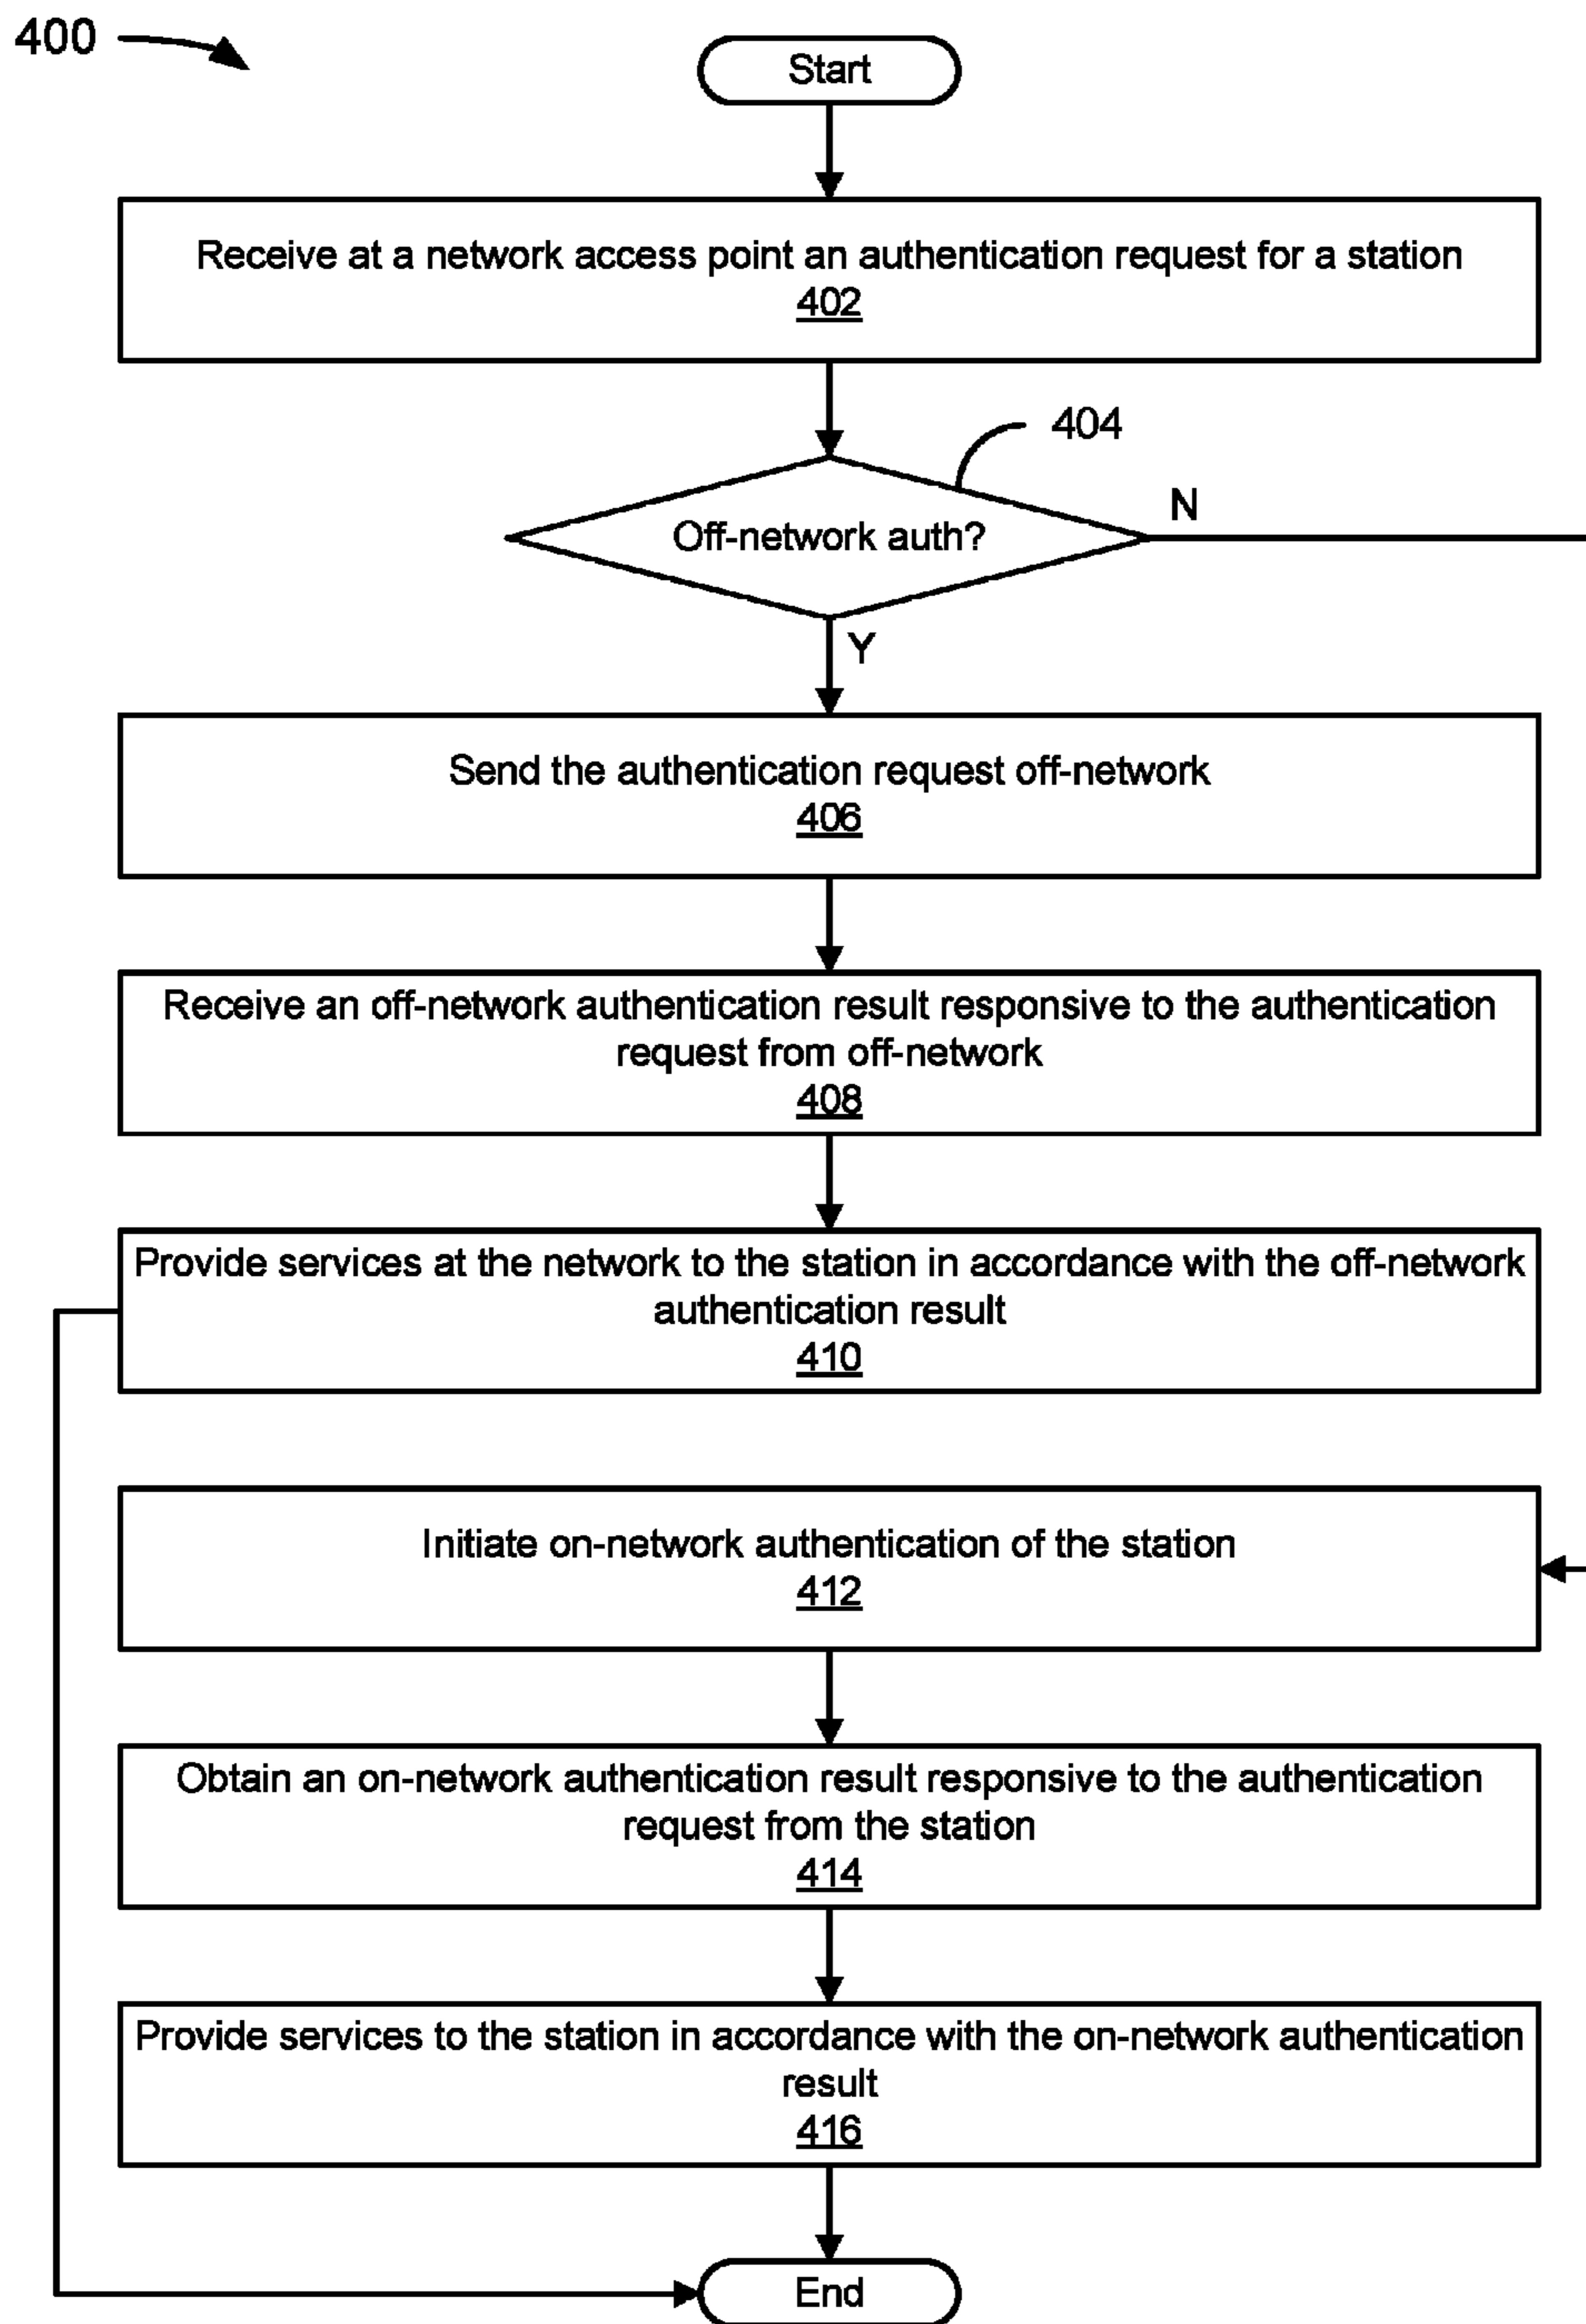 400
Start
Receive at a network access point an authentication request for a station
402
404
Off-network auth?
N
Y
Send the authentication request off-network
406
Receive an off-network authentication result responsive to the authentication
request from off-network
408
Provide services at the network to the station in accordance with the off-network
authentication result
410
Initiate on-network authentication of the station
412
Obtain an on-network authentication result responsive to the authentication
request from the station
414
Provide services to the station in accordance with the on-network authentication
result
416
End